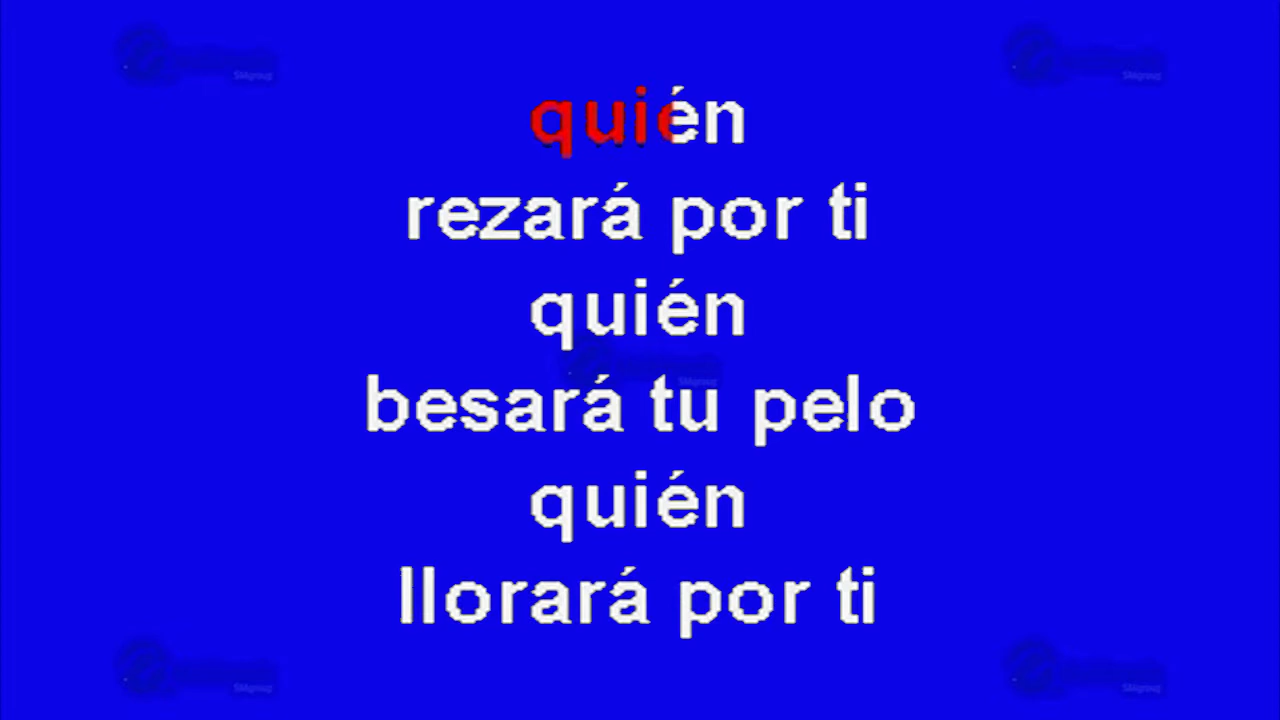 quién
rezará por ti
quién
besará tu pelo
quién
llorará por ti